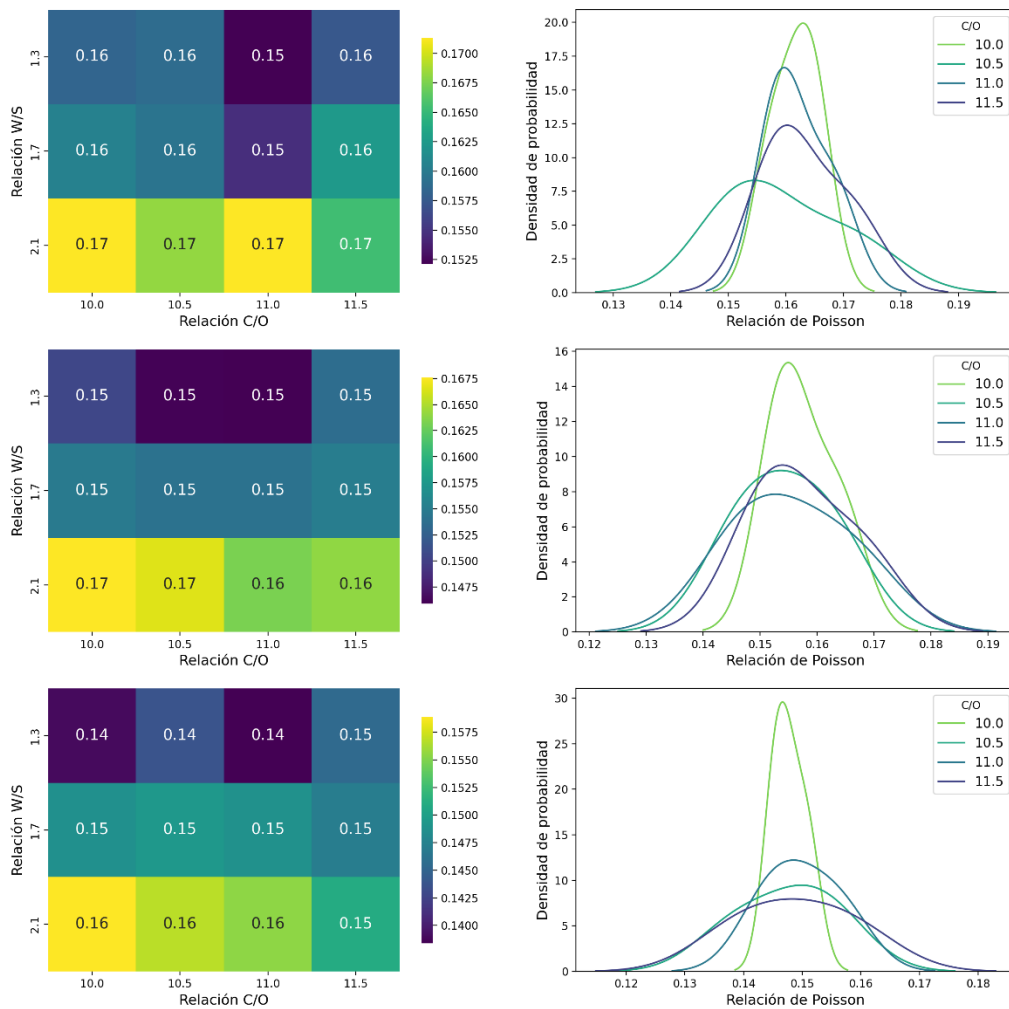 Relación W/S
1.3
1.7
2.1
0.16 0.16 0.15 0.16
0.16 0.16 0.15 0.16
0.17 0.17 0.17 0.17
10.0 10.5 11.0 11.5
Relación C/O
0.1700
0.1675
0.1650
0.1625
0.1600
0.1575
0.1550
0.1525
Densidad de probabilidad
20.0
17.5
15.0
12.5
10.0
7.5
5.0
2.5
0.0
0.13 0.14 0.15 0.16 0.17 0.18 0.19
Relación de Poisson
C/O
10.0
10.5
11.0
11.5
Relación W/S
1.3
1.7
2.1
0.15 0.15 0.15 0.15
0.15 0.15 0.15 0.15
0.17 0.17 0.16 0.16
10.0 10.5 11.0 11.5
Relación C/O
0.1675
0.1650
0.1625
0.1600
0.1575
0.1550
0.1525
0.1500
0.1475
Densidad de probabilidad
16
14
12
10
8
6
4
2
0
0.12 0.13 0.14 0.15 0.16 0.17 0.18 0.19
Relación de Poisson
C/O
10.0
10.5
11.0
11.5
Relación W/S
1.3
1.7
2.1
0.14 0.14 0.14 0.15
0.15 0.15 0.15 0.15
0.16 0.16 0.16 0.15
10.0 10.5 11.0 11.5
Relación C/O
0.1575
0.1550
0.1525
0.1500
0.1475
0.1450
0.1425
0.1400
Densidad de probabilidad
30
25
20
15
10
5
0
0.12 0.13 0.14 0.15 0.16 0.17 0.18
Relación de Poisson
C/O
10.0
10.5
11.0
11.5